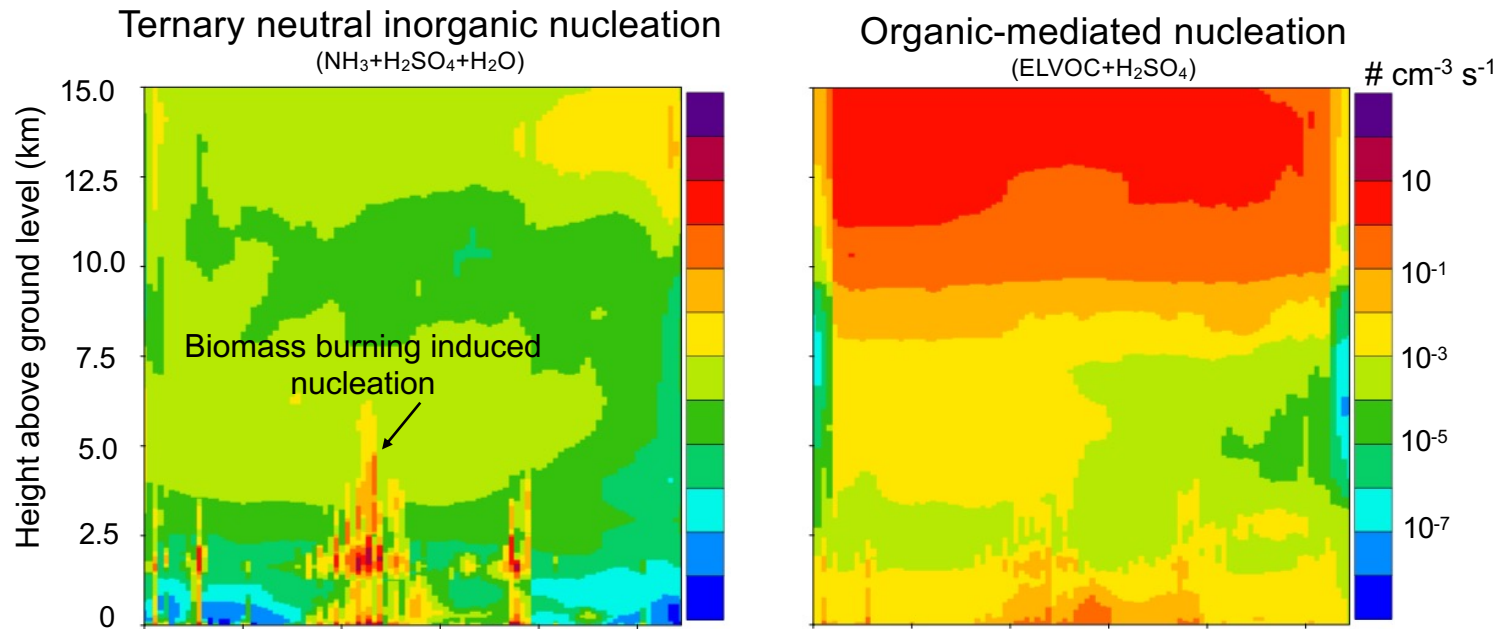 Ternary neutral inorganic nucleation
(NH₃+H₂SO₄+H₂O)
Organic-mediated nucleation
(ELVOC+H₂SO₄)
# cm⁻³ s⁻¹
Height above ground level (km)
15.0
12.5
10.0
7.5
5.0
2.5
0
Biomass burning induced
nucleation
10
10⁻¹
10⁻³
10⁻⁵
10⁻⁷